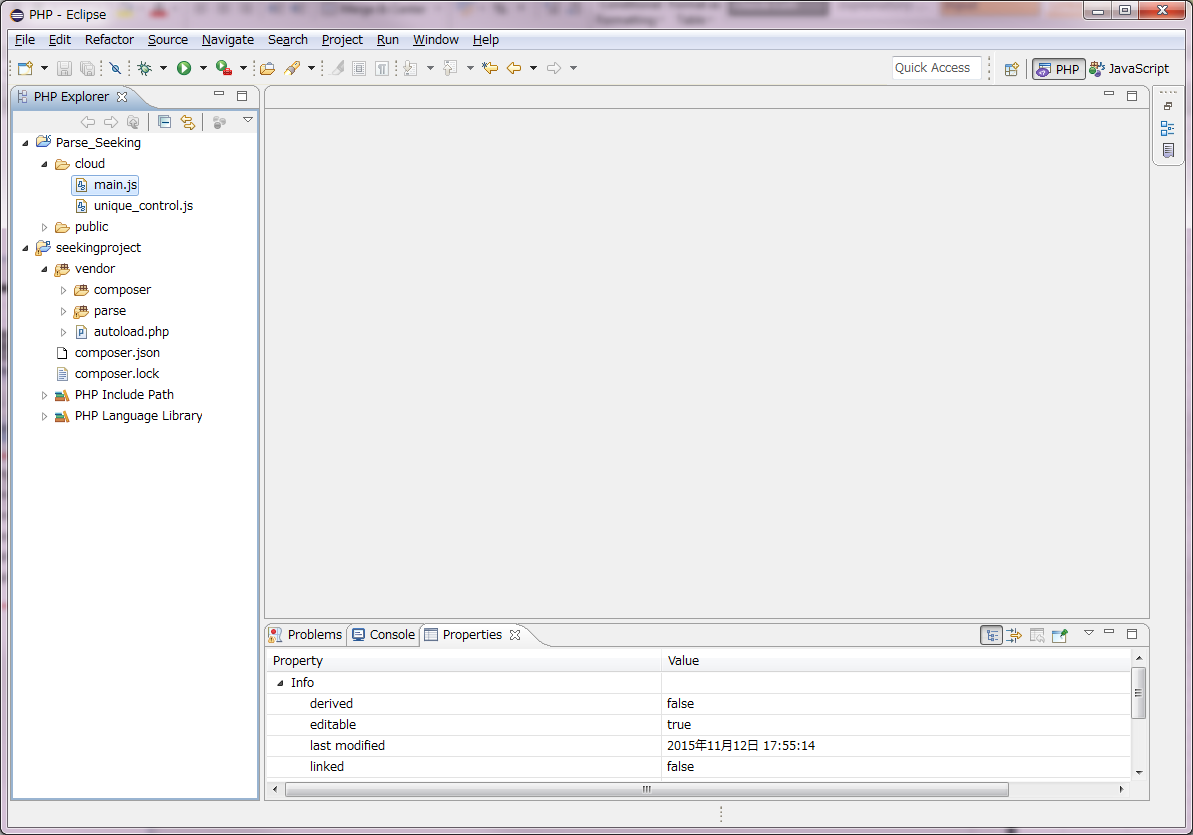 PHP - Eclipse
File Edit Refactor Source Navigate Search Project Run Window Help
Quick Access PHP JavaScript
PHP Explorer
Parse_Seeking
cloud
main.js
unique_control.js
public
seekingproject
vendor
composer
parse
autoload.php
composer.json
composer.lock
PHP Include Path
PHP Language Library
Problems Console Properties
Property Value
Info
derived false
editable true
last modified 2015年11月12日 17:55:14
linked false